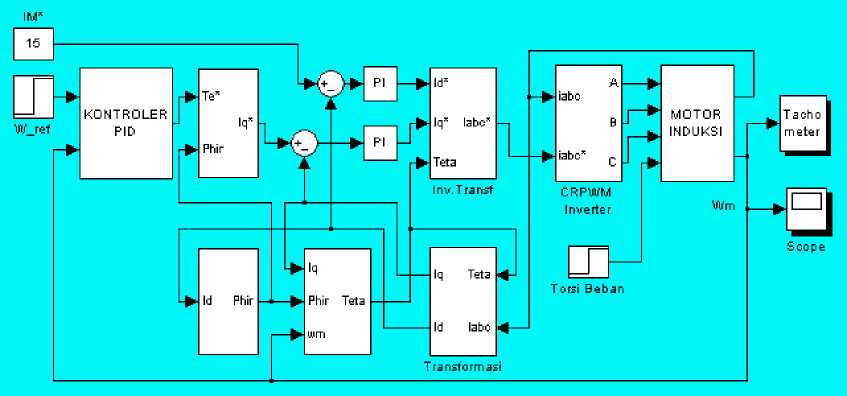 IM*
15
W_ref
KONTROLER
PID
Te*
Iq*
Phir
+
–
+
–
PI
PI
Id*
Iq*
Iabc*
Teta
Inv.Transf
iabc
iabc*
A
B
C
CRPWM
Inverter
MOTOR
INDUKSI
Tacho
meter
Wm
Scope
Torsi Beban
Id
Phir
Iq
Phir
Teta
wm
Iq
Teta
Id
Iabc
Transformasi